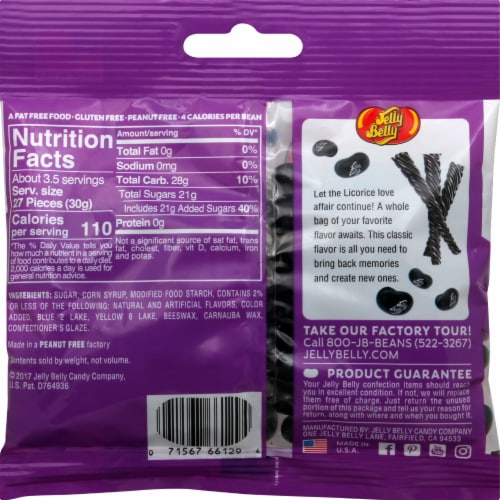 A FAT FREE FOOD · GLUTEN FREE · PEANUT FREE · 4 CALORIES PER BEAN
Nutrition
Facts
About 3.5 servings
Serv. size
27 Pieces (30g)
Calories
per serving 110
*The % Daily Value tells you
how much a nutrient in a serving
of food contributes to a daily diet.
2,000 calories a day is used for
general nutrition advice.
Amount/serving % DV*
Total Fat 0g 0%
Sodium 0mg 0%
Total Carb. 28g 10%
Total Sugars 21g
Includes 21g Added Sugars 40%
Protein 0g
Not a significant source of sat fat, trans
fat, cholest, fiber, vit D, calcium, iron
and potas.
INGREDIENTS: SUGAR, CORN SYRUP, MODIFIED FOOD STARCH, CONTAINS 2%
OR LESS OF THE FOLLOWING: NATURAL AND ARTIFICIAL FLAVORS, COLOR
ADDED, BLUE 2 LAKE, YELLOW 6 LAKE, BEESWAX, CARNAUBA WAX,
CONFECTIONER'S GLAZE.
Made in a PEANUT FREE factory
Contents sold by weight, not volume.
©2017 Jelly Belly Candy Company,
U.S. Pat. D764936
0 71567 66129 4
Jelly
Belly
Let the Licorice love
affair continue! A whole
bag of your favorite
flavor awaits. This classic
flavor is all you need to
bring back memories
and create new ones.
TAKE OUR FACTORY TOUR!
Call 800-JB-BEANS (522-3267)
JELLYBELLY.COM
PRODUCT GUARANTEE
Your Jelly Belly confection items should reach
you in excellent condition. If not, we will replace
them free of charge. Just return the unused
portion of this package and tell us your reason for
return, along with where and when you bought it.
MANUFACTURED BY: JELLY BELLY CANDY COMPANY
ONE JELLY BELLY LANE, FAIRFIELD, CA 94533
MADE IN
U.S.A.